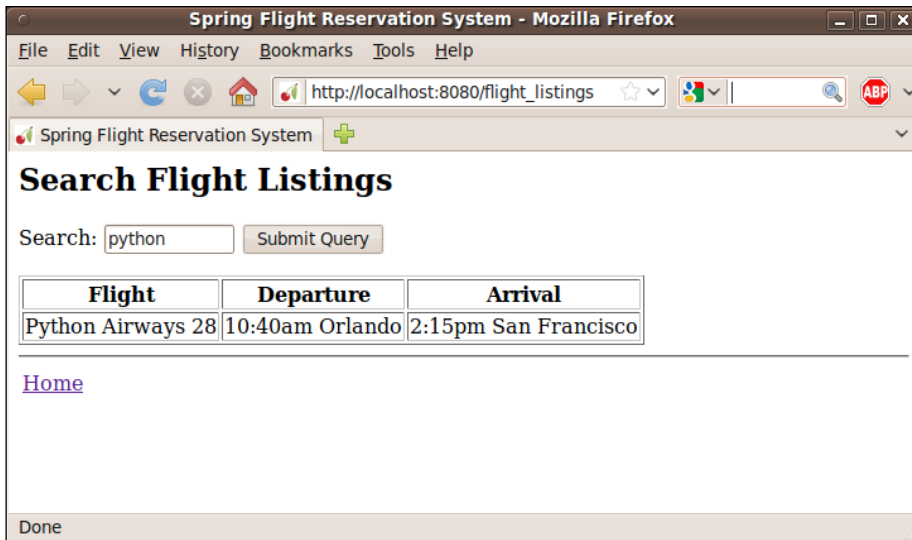 Spring Flight Reservation System - Mozilla Firefox
File Edit View History Bookmarks Tools Help
http://localhost:8080/flight_listings
ABP
Spring Flight Reservation System
Search Flight Listings
Search: python Submit Query
Flight Departure Arrival
Python Airways 28 10:40am Orlando 2:15pm San Francisco
Home
Done